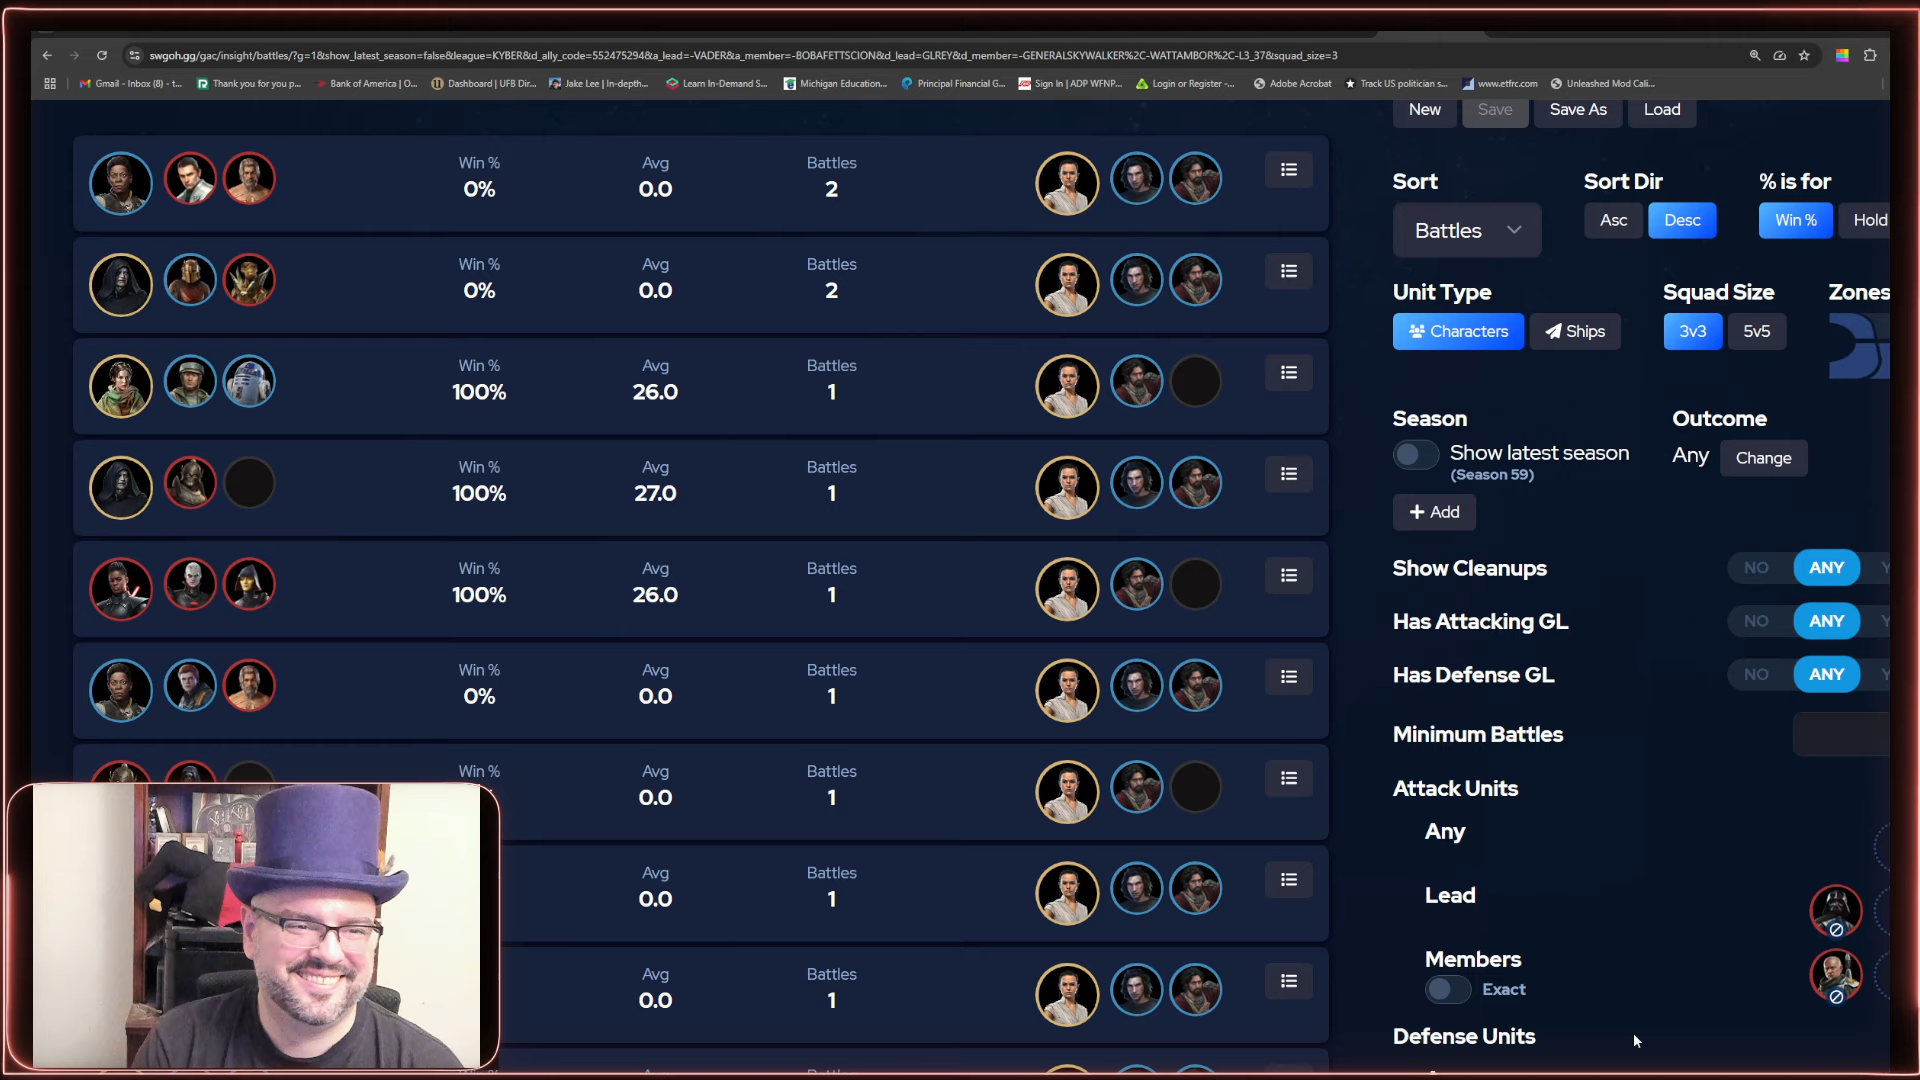 swgoh.gg/gac/insight/battles/?g=1&show_latest_season=false&league=KYBER&d_ally_code=552475294&a_lead=-VADER&a_member=-BOBAFETTSCION&d_lead=GLREY&d_member=-GENERALSKYWALKER%2C-WATTAMBOR%2C-L3_37&squad_size=3
Gmail - Inbox (8) - t...
Thank you for you p...
Bank of America | O...
Dashboard | UFB Dir...
Jake Lee | In-depth...
Learn In-Demand S...
Michigan Education...
Principal Financial G...
Sign In | ADP WFNP...
Login or Register -...
Adobe Acrobat
Track US politician s...
www.etfrc.com
Unleashed Mod Cali...
New Save Save As Load
Win % Avg Battles
0% 0.0 2
Win % Avg Battles
0% 0.0 2
Win % Avg Battles
100% 26.0 1
Win % Avg Battles
100% 27.0 1
Win % Avg Battles
100% 26.0 1
Win % Avg Battles
0% 0.0 1
Win % Avg Battles
0.0 1
Avg Battles
0.0 1
Avg Battles
0.0 1
Sort Sort Dir % is for
Battles Asc Desc Win % Hold
Unit Type Squad Size Zones
Characters Ships 3v3 5v5
Season Outcome
Show latest season Any Change
(Season 59)
+ Add
Show Cleanups NO ANY
Has Attacking GL NO ANY
Has Defense GL NO ANY
Minimum Battles
Attack Units
Any
Lead
Members
Exact
Defense Units